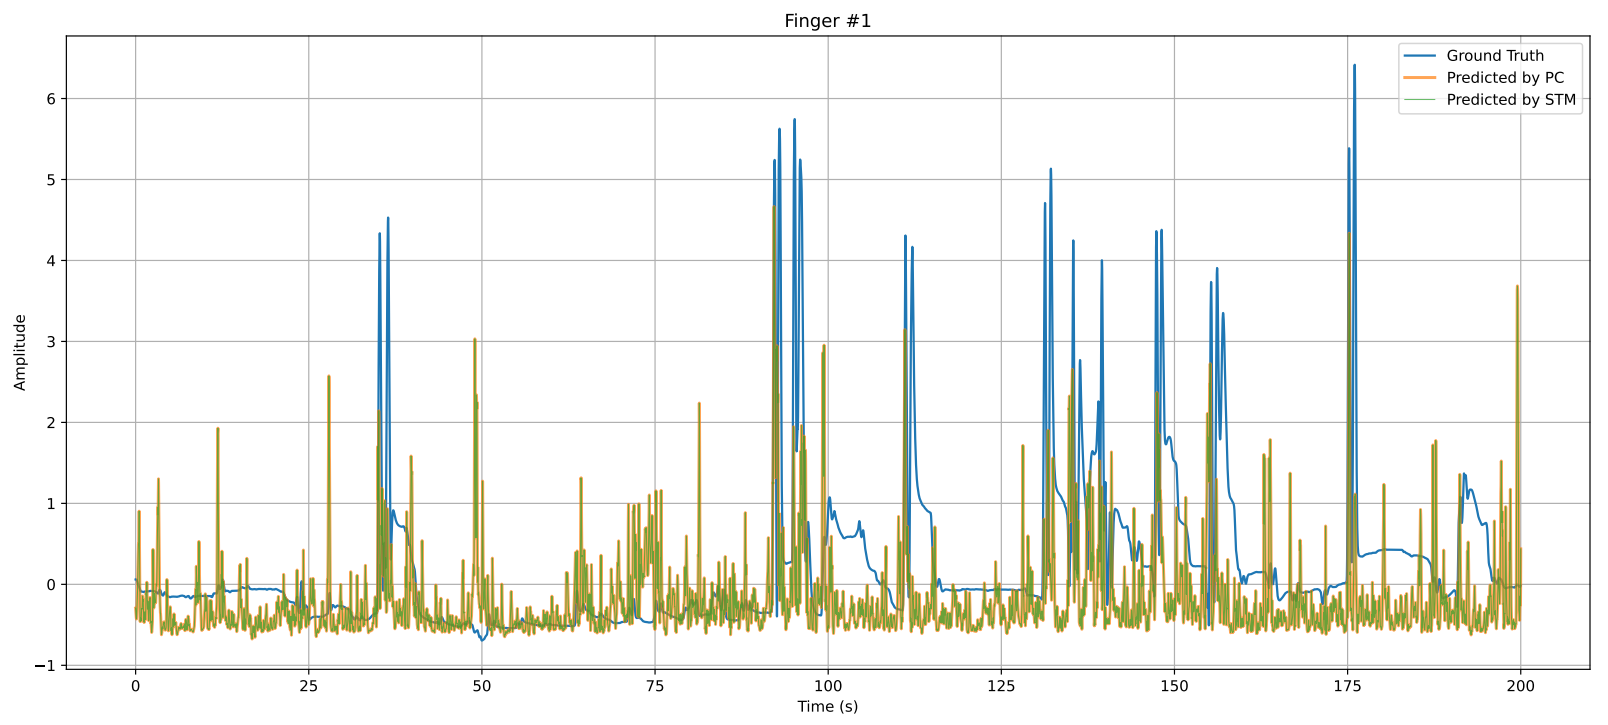 Finger #1
Ground Truth
Predicted by PC
Predicted by STM
Amplitude
6
5
4
3
2
1
0
−1
0 25 50 75 100 125 150 175 200
Time (s)